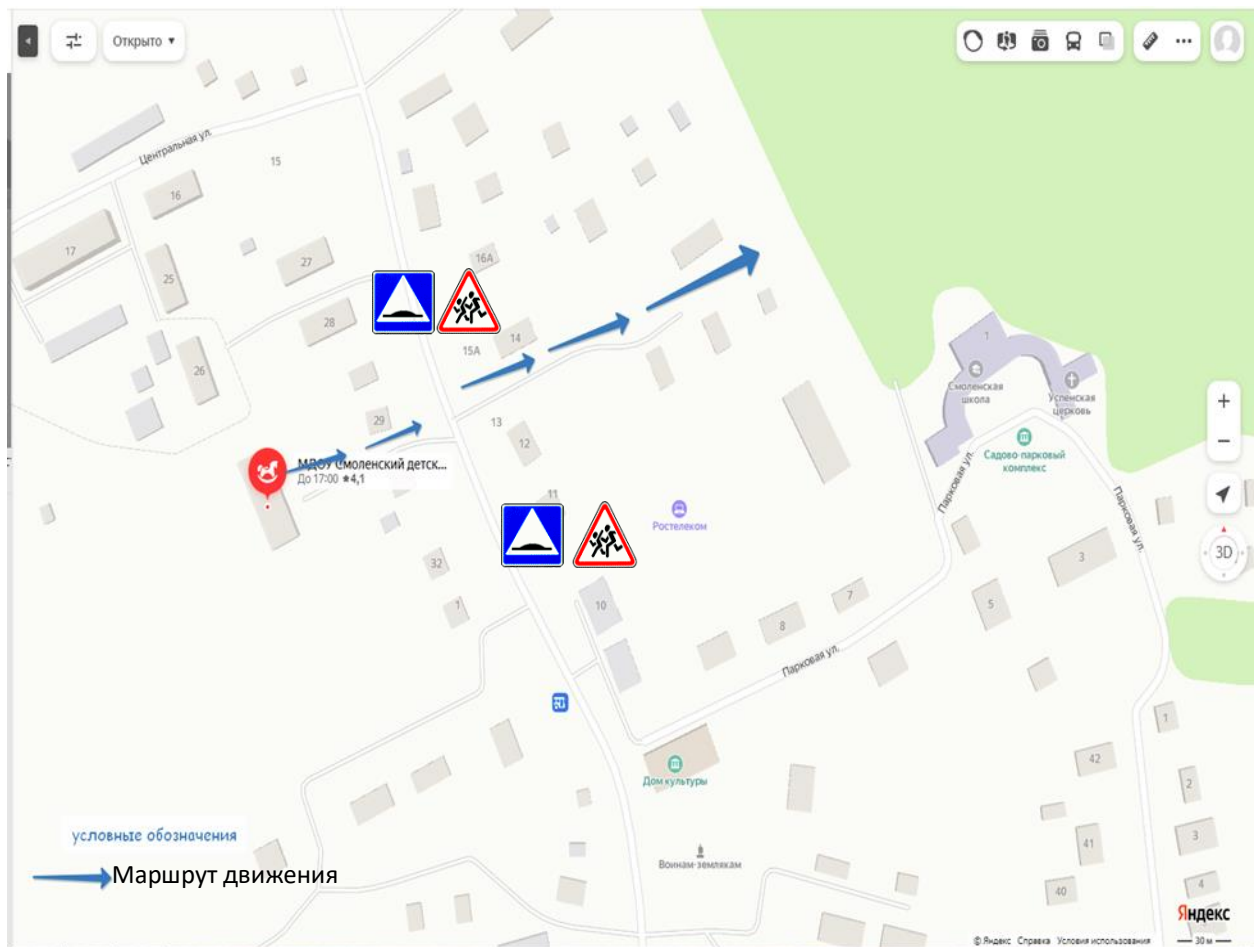 Открыто
Центральная ул.
15
16
17
25
27
16А
28
14
15А
26
29
13
12
МДОУ Смоленский детск...
До 17:00 ★4,1
11
Ростелеком
32
1
10
7
8
Парковая ул.
1
Смоленская
школа
Успенская
церковь
Садово-парковый
комплекс
Парковая ул.
Парковая ул.
3
5
+
−
3D
1
42
2
3
41
4
40
Дом культуры
Воинам-землякам
условные обозначения
Маршрут движения
Яндекс
© Яндекс Справка Условия использования
30 м